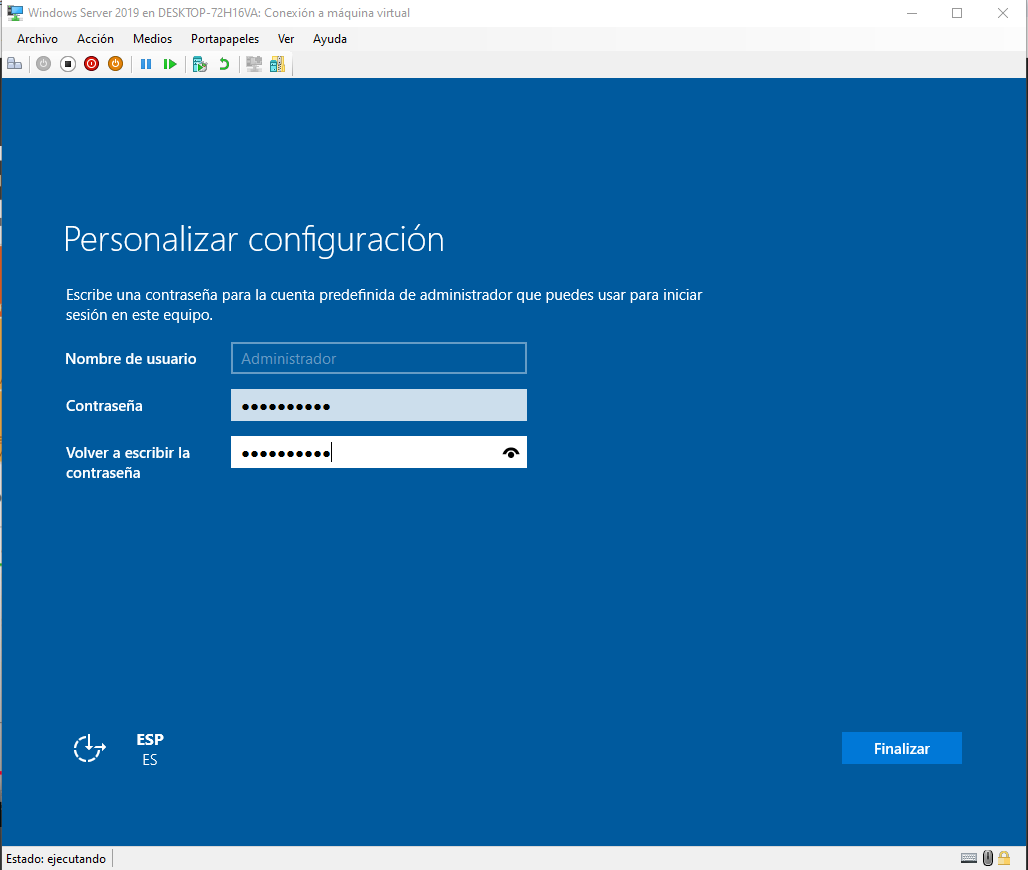 Windows Server 2019 en DESKTOP-72H16VA: Conexión a máquina virtual
Archivo Acción Medios Portapapeles Ver Ayuda
Personalizar configuración
Escribe una contraseña para la cuenta predefinida de administrador que puedes usar para iniciar
sesión en este equipo.
Nombre de usuario Administrador
Contraseña ••••••••••
Volver a escribir la ••••••••••
contraseña
ESP
ES
Finalizar
Estado: ejecutando